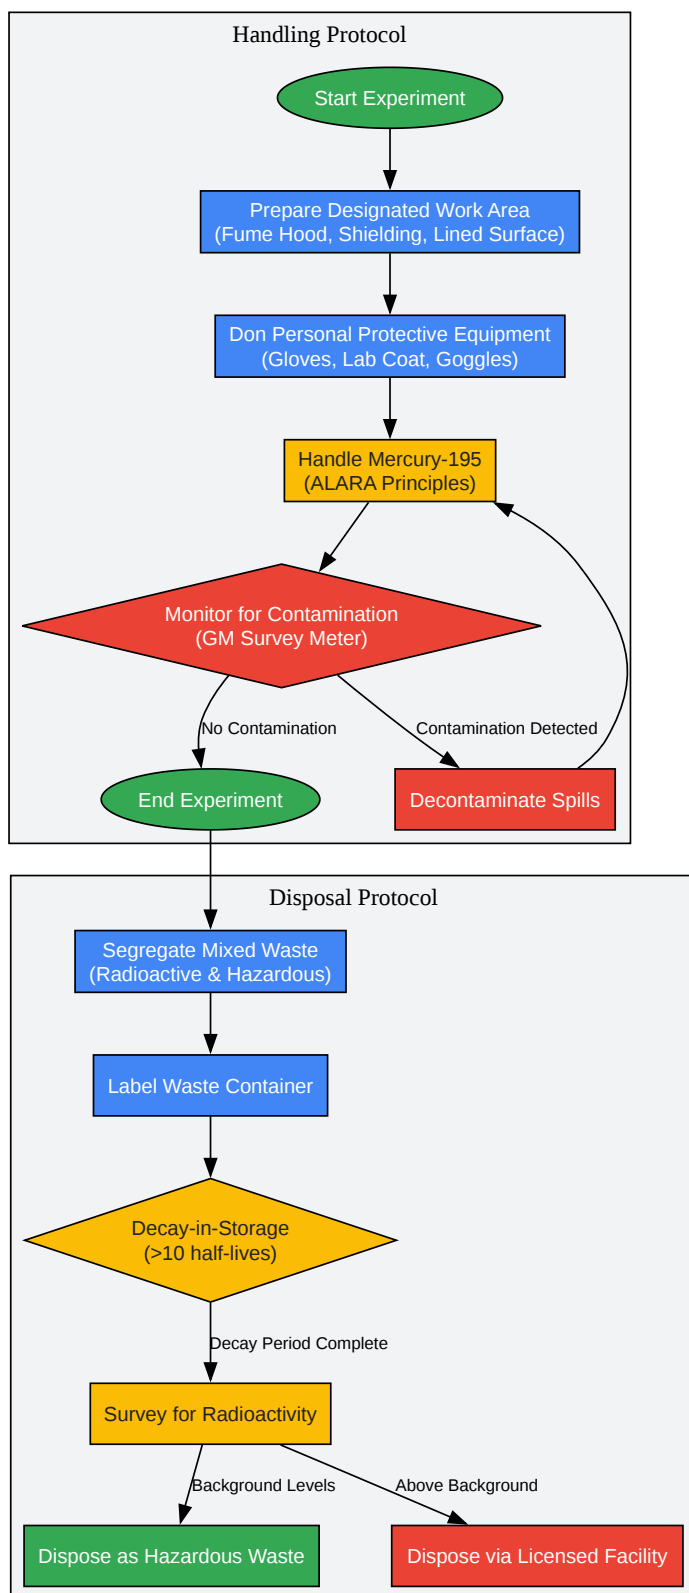 Handling Protocol
Start Experiment
Prepare Designated Work Area
(Fume Hood, Shielding, Lined Surface)
Don Personal Protective Equipment
(Gloves, Lab Coat, Goggles)
Handle Mercury-195
(ALARA Principles)
Monitor for Contamination
(GM Survey Meter)
No Contamination
Contamination Detected
End Experiment
Decontaminate Spills
Disposal Protocol
Segregate Mixed Waste
(Radioactive & Hazardous)
Label Waste Container
Decay-in-Storage
(>10 half-lives)
Decay Period Complete
Survey for Radioactivity
Background Levels
Above Background
Dispose as Hazardous Waste
Dispose via Licensed Facility